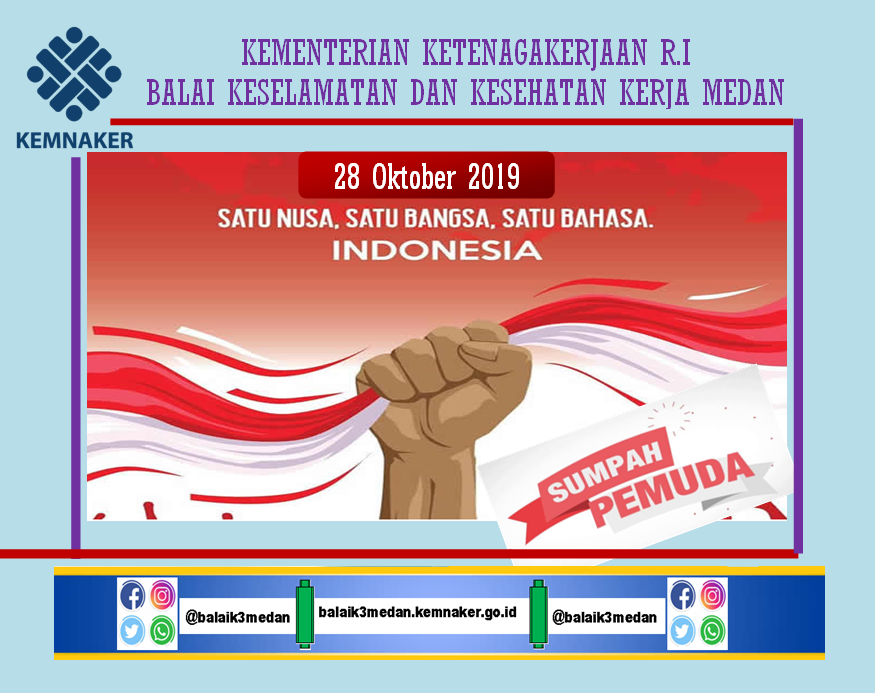 KEMENTERIAN KETENAGAKERJAAN R.I
BALAI KESELAMATAN DAN KESEHATAN KERJA MEDAN
KEMNAKER
28 Oktober 2019
SATU NUSA, SATU BANGSA, SATU BAHASA.
INDONESIA
SUMPAH
PEMUDA
@balaik3medan
balaik3medan.kemnaker.go.id
@balaik3medan